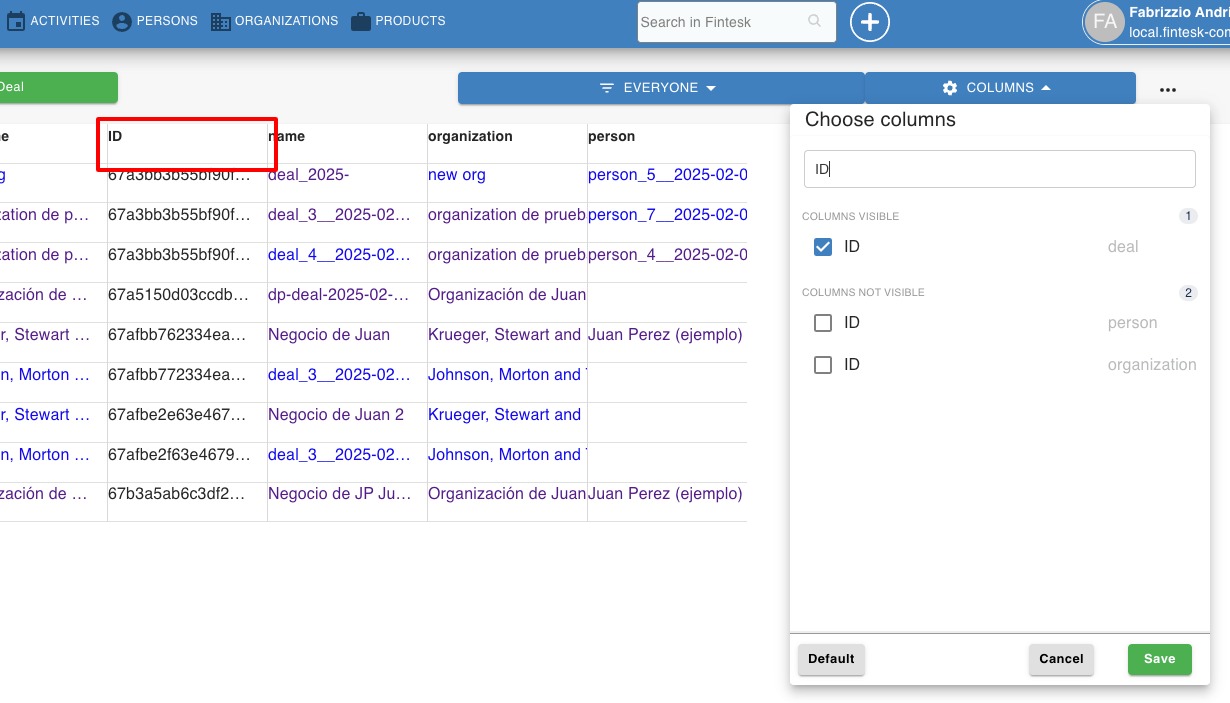 ACTIVITIES PERSONS ORGANIZATIONS PRODUCTS Search in Fintesk FA Fabrizzio Andri
local.fintesk-com
Deal EVERYONE COLUMNS
e ID name organization person
g 67a3bb3b55bf90f... deal_2025- new org person_5__2025-02-0
zation de p... 67a3bb3b55bf90f... deal_3__2025-02... organization de prueb person_7__2025-02-0
zation de p... 67a3bb3b55bf90f... deal_4__2025-02... organization de prueb person_4__2025-02-0
zación de ... 67a5150d03ccdb... dp-deal-2025-02-... Organización de Juan
r, Stewart ... 67afbb762334ea... Negocio de Juan Krueger, Stewart and Juan Perez (ejemplo)
n, Morton ... 67afbb772334ea... deal_3__2025-02... Johnson, Morton and
r, Stewart ... 67afbe2e63e467... Negocio de Juan 2 Krueger, Stewart and
n, Morton ... 67afbe2f63e4679... deal_3__2025-02... Johnson, Morton and
zación de ... 67b3a5ab6c3df2... Negocio de JP Ju... Organización de Juan Juan Perez (ejemplo)
Choose columns
ID
COLUMNS VISIBLE 1
ID deal
COLUMNS NOT VISIBLE 2
ID person
ID organization
Default Cancel Save